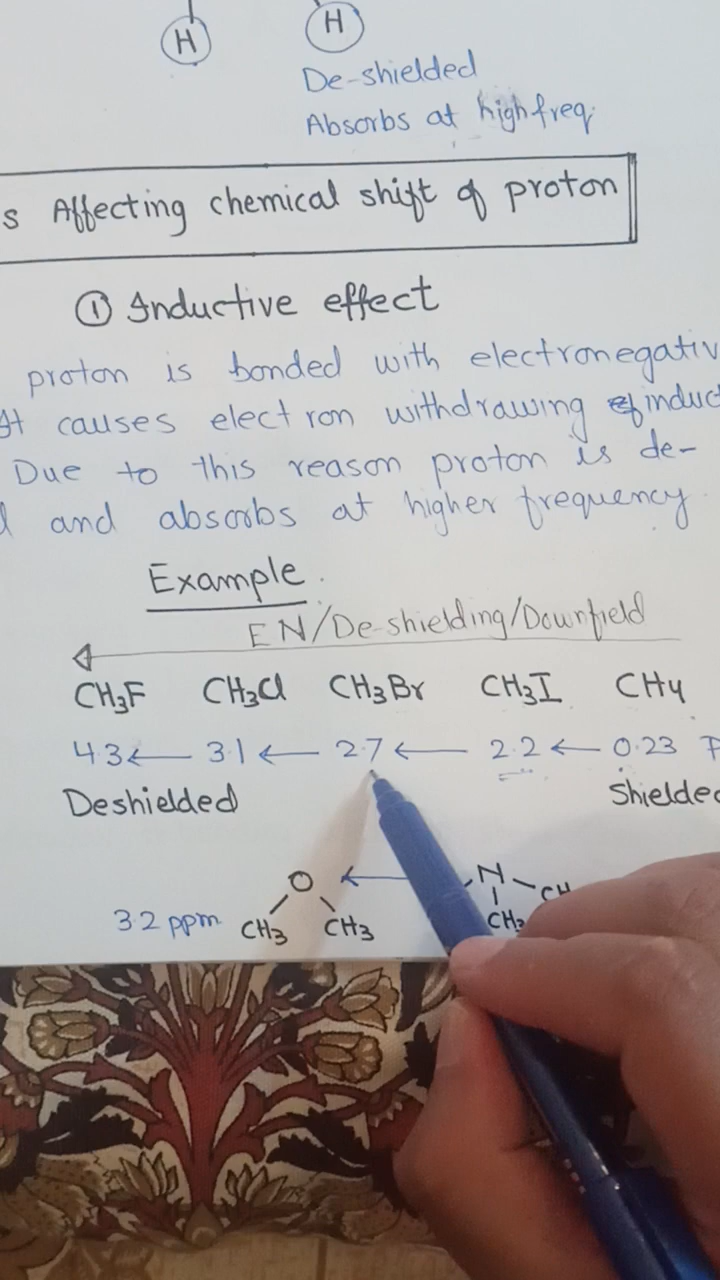 H H
De-shielded
Absorbs at high freq.
s Affecting chemical shift of proton
① Inductive effect
proton is bonded with electronegativ
It causes electron withdrawing induct
Due to this reason proton is de-
d and absorbs at higher frequency.
Example.
EN/De-shielding/Downfield
CH3F CH3Cl CH3Br CH3I CH4
4.3 ← 3.1 ← 2.7 ← 2.2 ← 0.23 P
Deshielded Shielded
O ← N CH
3.2 ppm CH3 CH3 CH3